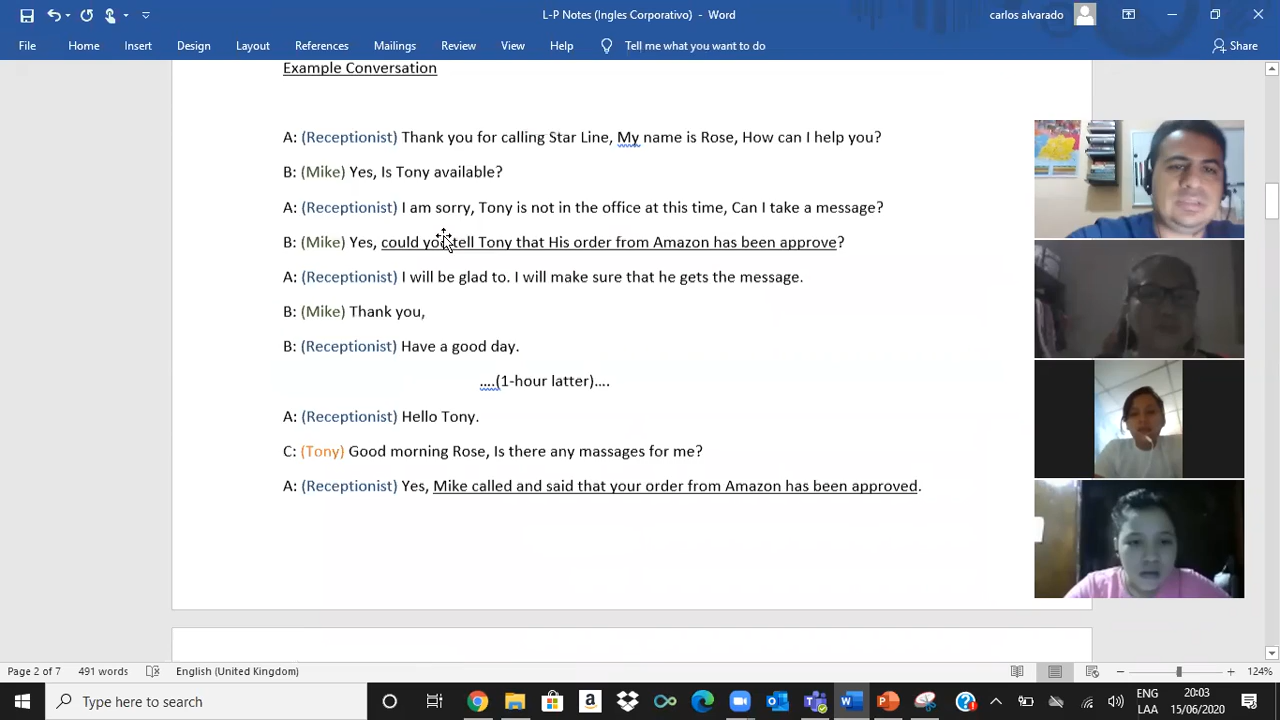 L-P Notes (Ingles Corporativo) - Word
carlos alvarado
File Home Insert Design Layout References Mailings Review View Help Tell me what you want to do Share
Example Conversation
A: (Receptionist) Thank you for calling Star Line, My name is Rose, How can I help you?
B: (Mike) Yes, Is Tony available?
A: (Receptionist) I am sorry, Tony is not in the office at this time, Can I take a message?
B: (Mike) Yes, could you tell Tony that His order from Amazon has been approve?
A: (Receptionist) I will be glad to. I will make sure that he gets the message.
B: (Mike) Thank you,
B: (Receptionist) Have a good day.
....(1-hour latter)....
A: (Receptionist) Hello Tony.
C: (Tony) Good morning Rose, Is there any massages for me?
A: (Receptionist) Yes, Mike called and said that your order from Amazon has been approved.
Page 2 of 7 491 words English (United Kingdom) 124%
Type here to search
ENG 20:03
LAA 15/06/2020